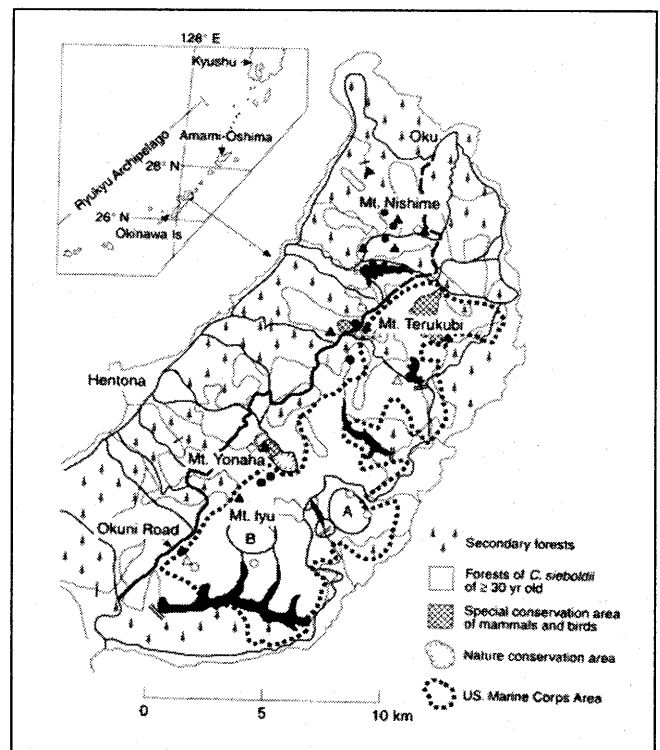 128° E
Kyushu
Ryukyu Archipelago
Amami-Oshima
28° N
26° N
Okinawa Is
Oku
Mt. Nishime
Mt. Terukubi
Hentona
Mt. Yonaha
Mt. Iyu
Okuni Road
A
B
Secondary forests
Forests of C. sieboldii
of ≥ 30 yr old
Special conservation area
of mammals and birds
Nature conservation area
US. Marine Corps Area
0 5 10 km